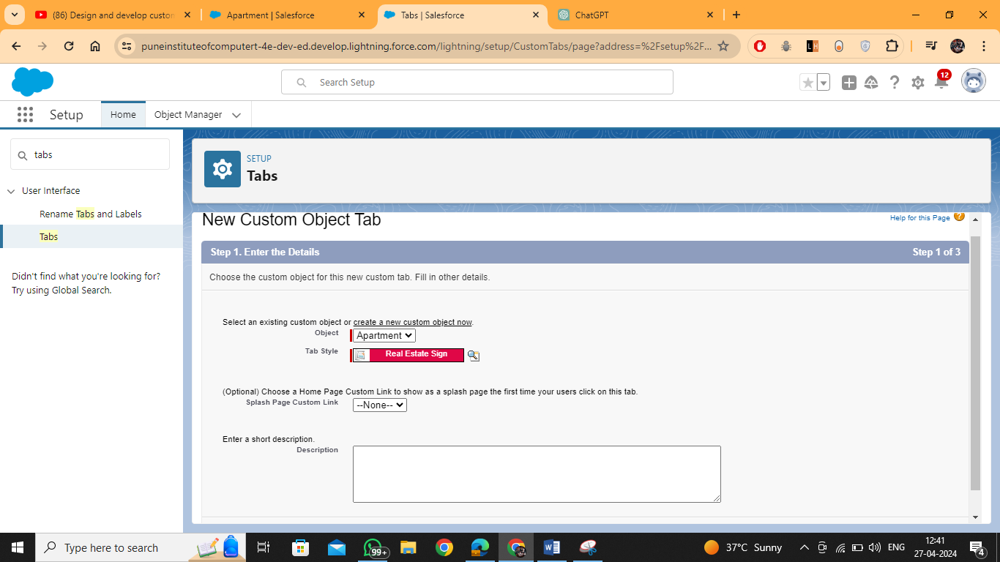 (86) Design and develop custon
Apartment | Salesforce
Tabs | Salesforce
ChatGPT
puneinstituteofcomputert-4e-dev-ed.develop.lightning.force.com/lightning/setup/CustomTabs/page?address=%2Fsetup%2F...
Search Setup
12
Setup
Home
Object Manager
tabs
User Interface
Rename Tabs and Labels
Tabs
Didn't find what you're looking for?
Try using Global Search.
SETUP
Tabs
New Custom Object Tab
Help for this Page
Step 1. Enter the Details
Step 1 of 3
Choose the custom object for this new custom tab. Fill in other details.
Select an existing custom object or create a new custom object now.
Object
Apartment
Tab Style
Real Estate Sign
(Optional) Choose a Home Page Custom Link to show as a splash page the first time your users click on this tab.
Splash Page Custom Link
--None--
Enter a short description.
Description
Type here to search
99+
37°C Sunny
ENG
12:41
27-04-2024
4